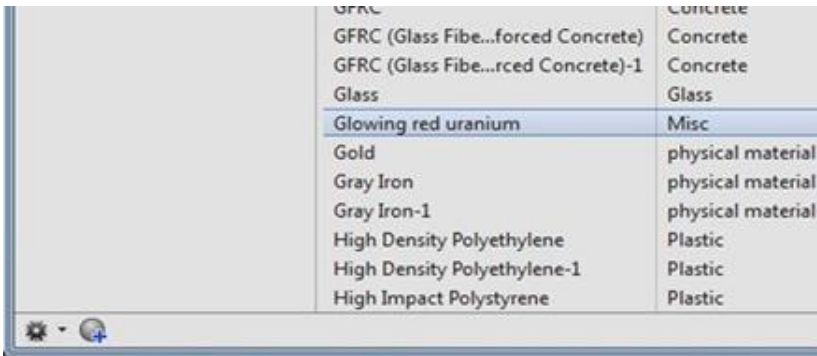 GFRC Concrete
GFRC (Glass Fibe...forced Concrete) Concrete
GFRC (Glass Fibe...rced Concrete)-1 Concrete
Glass Glass
Glowing red uranium Misc
Gold physical material
Gray Iron physical material
Gray Iron-1 physical material
High Density Polyethylene Plastic
High Density Polyethylene-1 Plastic
High Impact Polystyrene Plastic